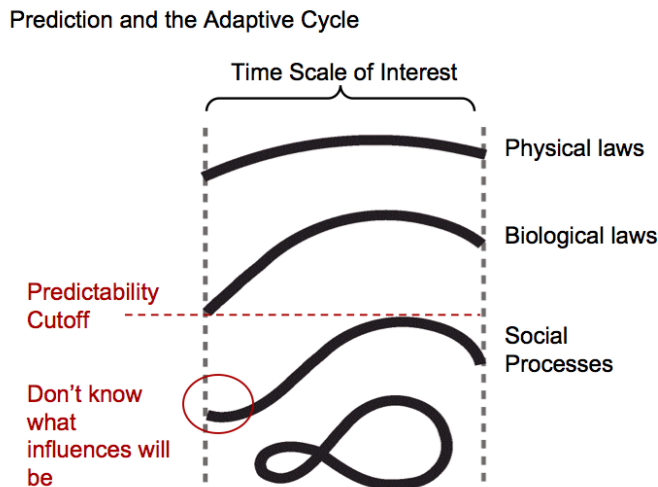 Prediction and the Adaptive Cycle
Time Scale of Interest
Physical laws
Biological laws
Predictability
Cutoff
Social
Processes
Don’t know
what
influences will
be